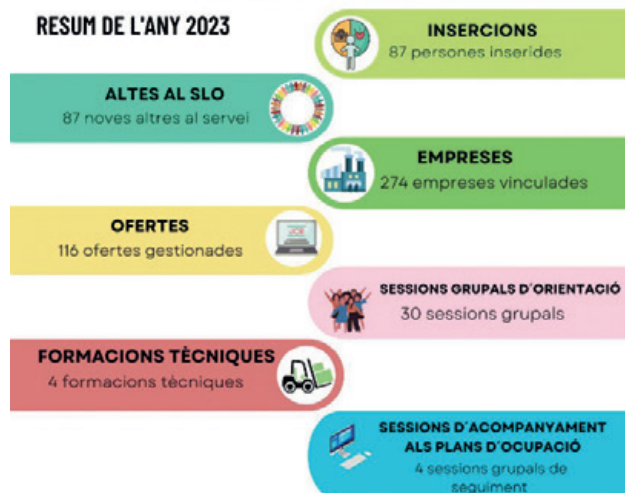 RESUM DE L'ANY 2023
INSERCIONS
87 persones inserides
ALTES AL SLO
87 noves altres al servei
EMPRESES
274 empreses vinculades
OFERTES
116 ofertes gestionades
SESSIONS GRUPALS D´ORIENTACIÓ
30 sessions grupals
FORMACIONS TÈCNIQUES
4 formacions tècniques
SESSIONS D´ACOMPANYAMENT
ALS PLANS D´OCUPACIÓ
4 sessions grupals de
seguiment